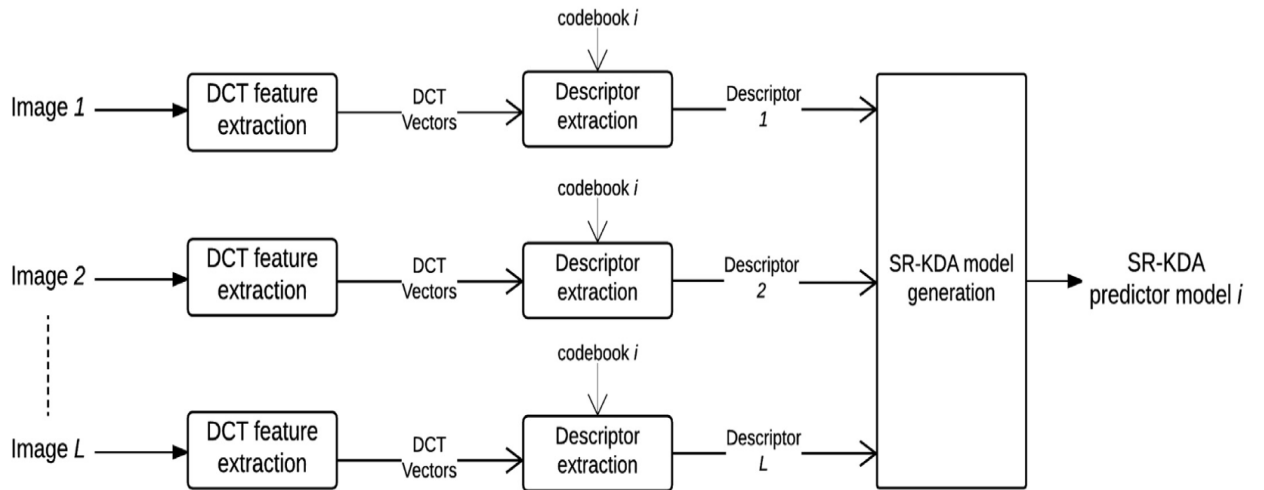 codebook i
Image 1
DCT feature
extraction
DCT
Vectors
Descriptor
extraction
Descriptor
1
codebook i
Image 2
DCT feature
extraction
DCT
Vectors
Descriptor
extraction
Descriptor
2
SR-KDA model
generation
SR-KDA
predictor model i
codebook i
Image L
DCT feature
extraction
DCT
Vectors
Descriptor
extraction
Descriptor
L